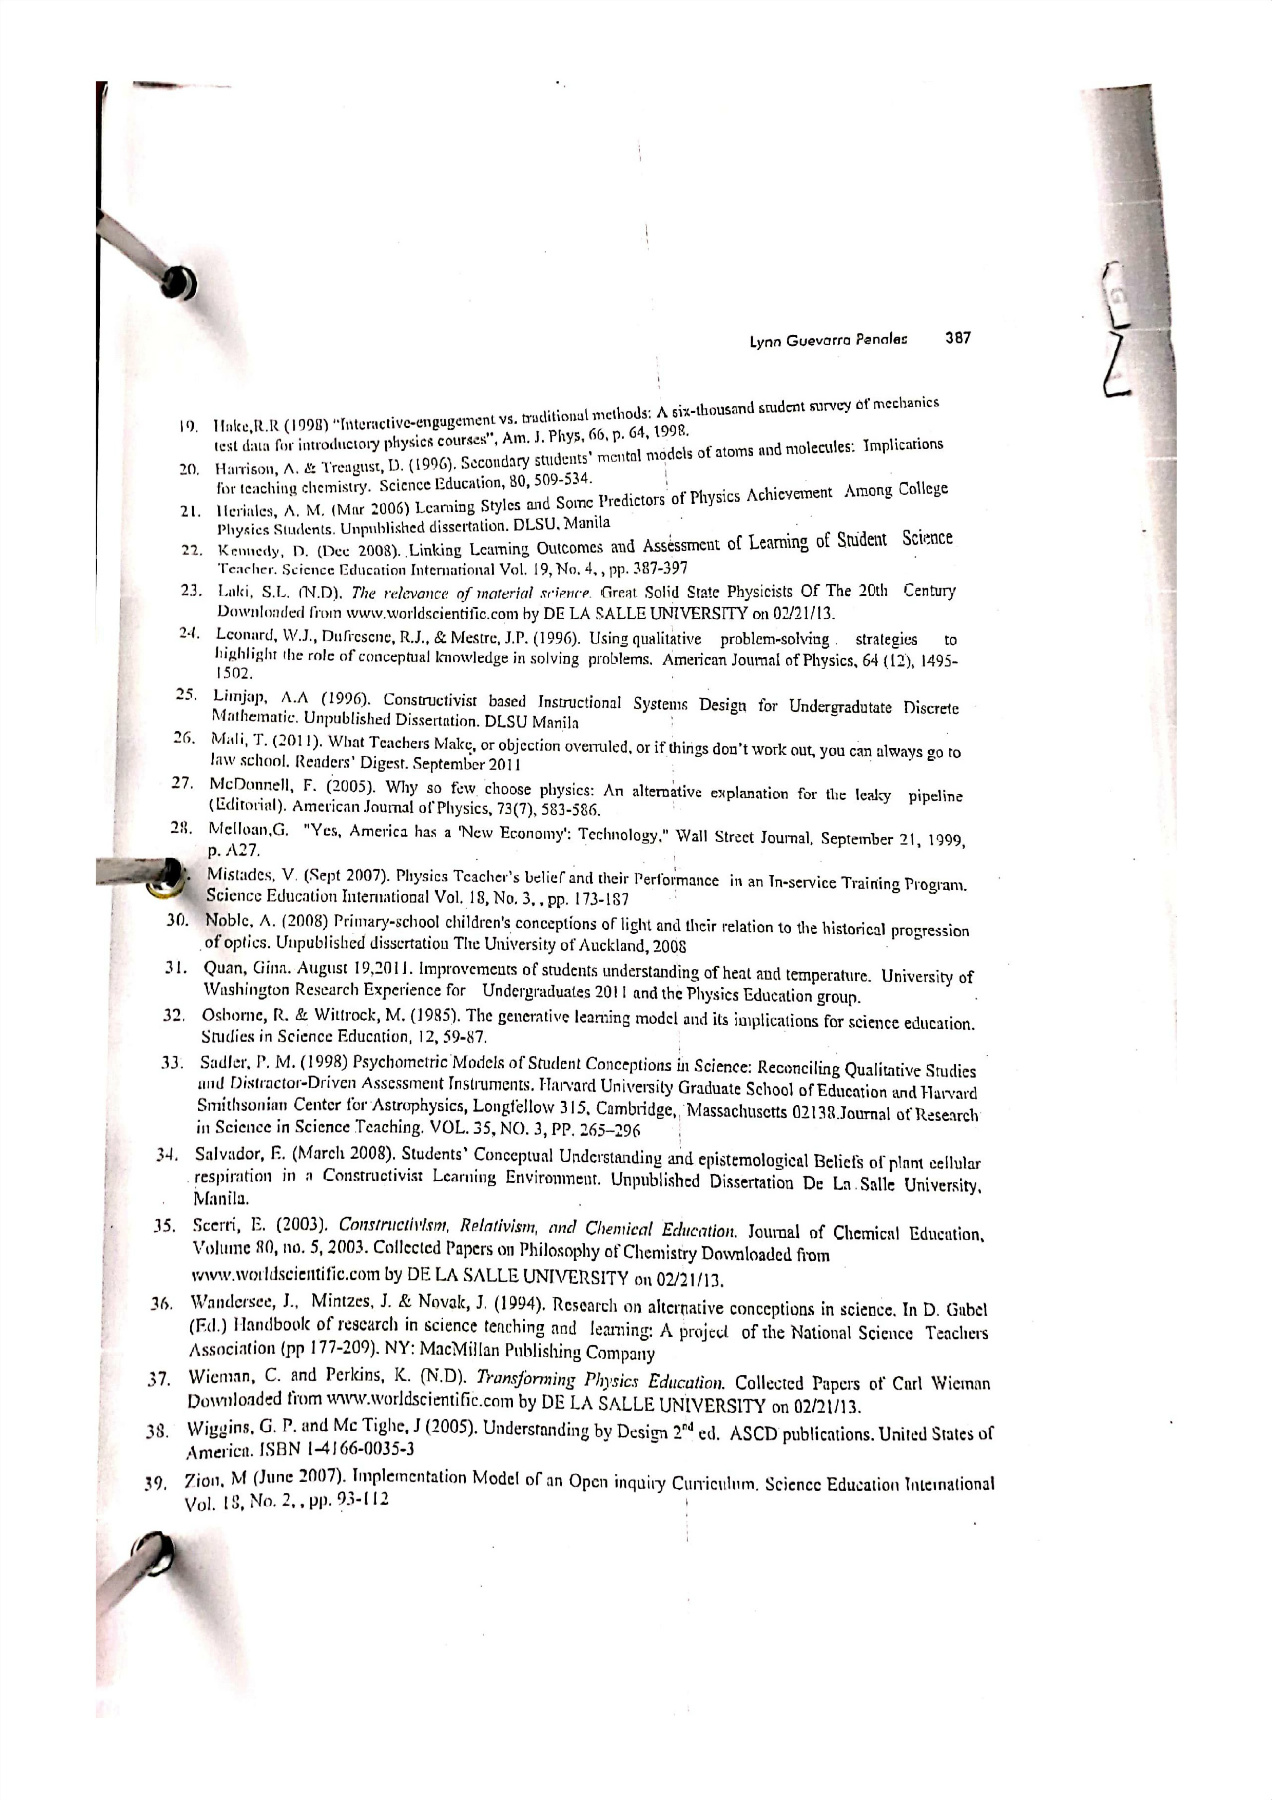 Lynn Guevarra Penales 387
19. Hake,R.R (1998) "Interactive-engagement vs. traditional methods: A six-thousand student survey of mechanics
test data for introductory physics courses", Am. J. Phys, 66, p. 64, 1998.
20. Harrison, A. & Treagust, D. (1996). Secondary students' mental models of atoms and molecules: Implications
for teaching chemistry. Science Education, 80, 509-534.
21. A. M. (Mar 2006) Learning Styles and Some Predictors of Physics Achievement Among College
Physics Students. Unpublished dissertation. DLSU. Manila
22. Kennedy, D. (Dec 2008). Linking Learning Outcomes and Assessment of Learning of Student Science
Teacher. Science Education International Vol. 19, No. 4, , pp. 387-397
23. Laki, S.L. (N.D). The relevance of material science. Great Solid State Physicists Of The 20th Century
Downloaded from www.worldscientific.com by DE LA SALLE UNIVERSITY on 02/21/13.
24. Leonard, W.J., Dufresene, R.J., & Mestre, J.P. (1996). Using qualitative problem-solving strategies to
highlight the role of conceptual knowledge in solving problems. American Journal of Physics, 64 (12), 1495-
1502.
25. Limjap, A.A (1996). Constructivist based Instructional Systems Design for Undergradutate Discrete
Mathematic. Unpublished Dissertation. DLSU Manila
26. Mali, T. (2011). What Teachers Make, or objection overruled, or if things don't work out, you can always go to
law school. Readers' Digest. September 2011
27. McDonnell, F. (2005). Why so few choose physics: An alternative explanation for the leaky pipeline
(Editorial). American Journal of Physics, 73(7), 583-586.
28. Melloan,G. "Yes, America has a 'New Economy': Technology," Wall Street Journal, September 21, 1999,
p. A27.
Mistades, V. (Sept 2007). Physics Teacher's belief and their Performance in an In-service Training Program.
Science Education International Vol. 18, No. 3, , pp. 173-187
30. Noble, A. (2008) Primary-school children's conceptions of light and their relation to the historical progression
of optics. Unpublished dissertation The University of Auckland, 2008
31. Quan, Gina. August 19,2011. Improvements of students understanding of heat and temperature. University of
Washington Research Experience for Undergraduates 2011 and the Physics Education group.
32. Osborne, R. & Wittrock, M. (1985). The generative learning model and its implications for science education.
Studies in Science Education, 12, 59-87.
33. Sadler, P. M. (1998) Psychometric Models of Student Conceptions in Science: Reconciling Qualitative Studies
and Distractor-Driven Assessment Instruments. Harvard University Graduate School of Education and Harvard
Smithsonian Center for Astrophysics, Longfellow 315, Cambridge, Massachusetts 02138.Journal of Research
in Science in Science Teaching. VOL. 35, NO. 3, PP. 265–296
34. Salvador, E. (March 2008). Students' Conceptual Understanding and epistemological Beliefs of plant cellular
respiration in a Constructivist Learning Environment. Unpublished Dissertation De La Salle University,
Manila.
35. Scerri, E. (2003). Constructivism, Relativism, and Chemical Education. Journal of Chemical Education,
Volume 80, no. 5, 2003. Collected Papers on Philosophy of Chemistry Downloaded from
www.worldscientific.com by DE LA SALLE UNIVERSITY on 02/21/13.
36. Wandersee, J., Mintzes, J. & Novak, J. (1994). Research on alternative conceptions in science. In D. Gabel
(Ed.) Handbook of research in science teaching and learning: A project of the National Science Teachers
Association (pp 177-209). NY: MacMillan Publishing Company
37. Wieman, C. and Perkins, K. (N.D). Transforming Physics Education. Collected Papers of Carl Wieman
Downloaded from www.worldscientific.com by DE LA SALLE UNIVERSITY on 02/21/13.
38. Wiggins, G. P. and Mc Tighe, J (2005). Understanding by Design 2nd ed. ASCD publications. United States of
America. ISBN 1-4166-0035-3
39. Zion, M (June 2007). Implementation Model of an Open inquiry Curriculum. Science Education International
Vol. 18, No. 2, , pp. 93-112